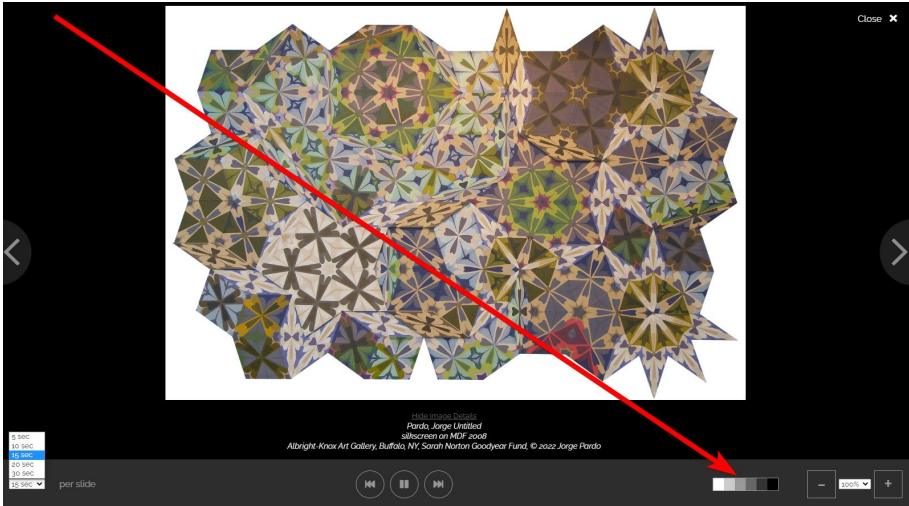 Close ✖
Hide Image Details
Pardo, Jorge Untitled
silkscreen on MDF 2008
Albright-Knox Art Gallery, Buffalo, NY, Sarah Norton Goodyear Fund, © 2022 Jorge Pardo
5 sec
10 sec
15 sec
20 sec
30 sec
15 sec per slide
– 100% +